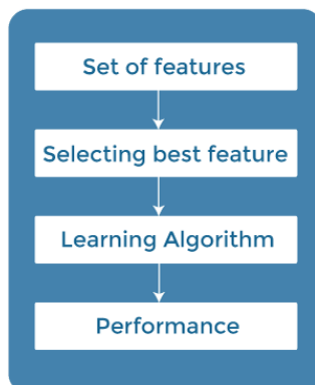 Set of features
Selecting best feature
Learning Algorithm
Performance